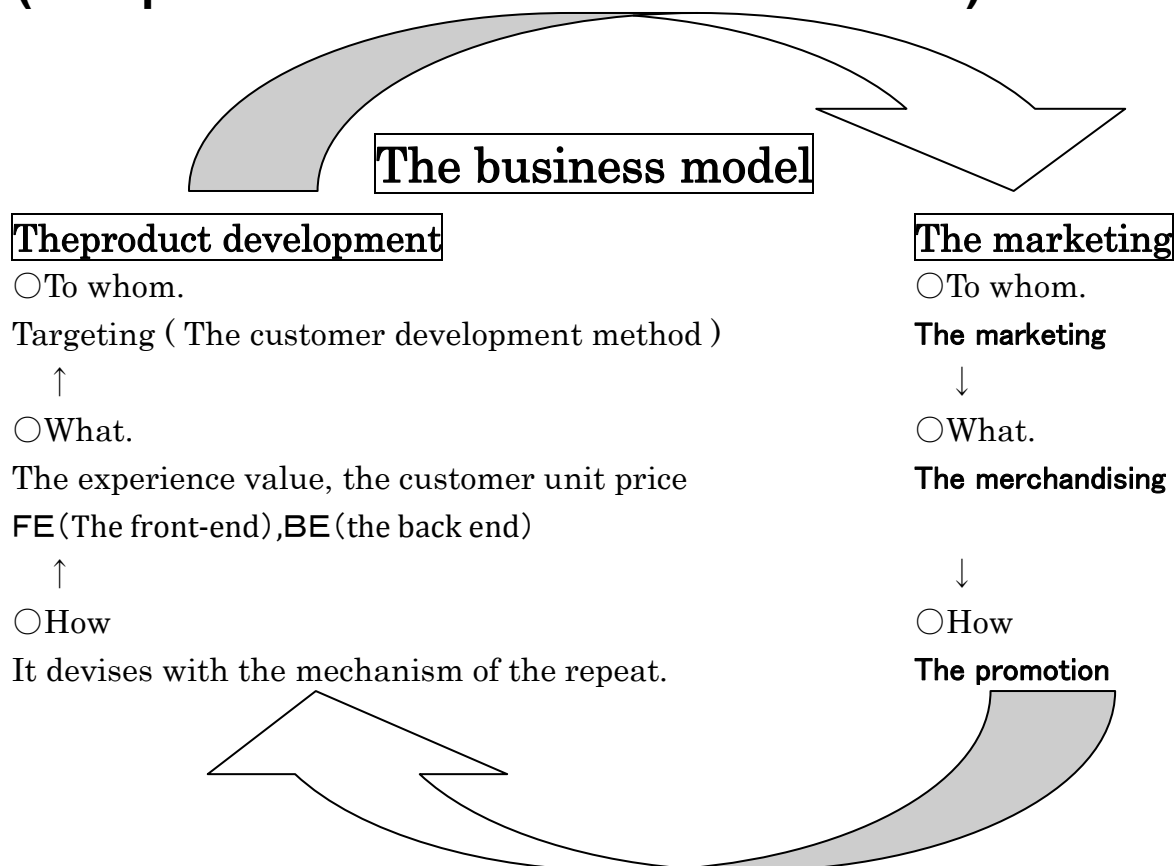 The business model
Theproduct development
○To whom.
Targeting ( The customer development method )
↑
○What.
The experience value, the customer unit price
FE(The front-end),BE(the back end)
↑
○How
It devises with the mechanism of the repeat.
The marketing
○To whom.
The marketing
↓
○What.
The merchandising
↓
○How
The promotion